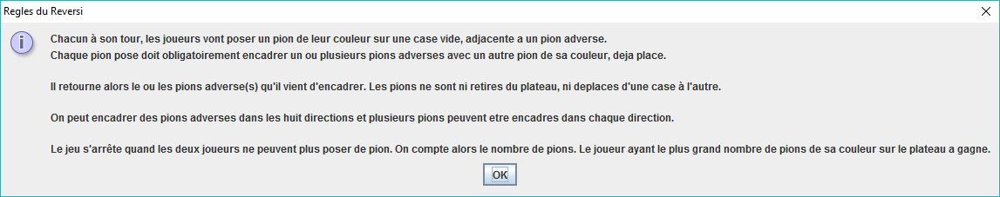 Regles du Reversi
Chacun à son tour, les joueurs vont poser un pion de leur couleur sur une case vide, adjacente a un pion adverse.
Chaque pion pose doit obligatoirement encadrer un ou plusieurs pions adverses avec un autre pion de sa couleur, deja place.
Il retourne alors le ou les pions adverse(s) qu'il vient d'encadrer. Les pions ne sont ni retires du plateau, ni deplaces d'une case à l'autre.
On peut encadrer des pions adverses dans les huit directions et plusieurs pions peuvent etre encadres dans chaque direction.
Le jeu s'arrête quand les deux joueurs ne peuvent plus poser de pion. On compte alors le nombre de pions. Le joueur ayant le plus grand nombre de pions de sa couleur sur le plateau a gagne.
OK